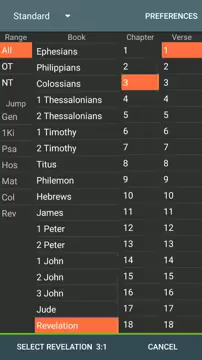 Standard PREFERENCES
Range Book Chapter Verse
All Ephesians 1 1
OT Philippians 2 2
NT Colossians 3 3
1 Thessalonians 4 4
Jump
Gen 2 Thessalonians 5 5
1Ki 1 Timothy 6 6
Psa 2 Timothy 7 7
Hos Titus 8 8
Mat Philemon 9 9
Col Hebrews 10 10
Rev James 11 11
1 Peter 12 12
2 Peter 13 13
1 John 14 14
2 John 15 15
3 John 16 16
Jude 17 17
Revelation 18 18
SELECT REVELATION 3:1 CANCEL